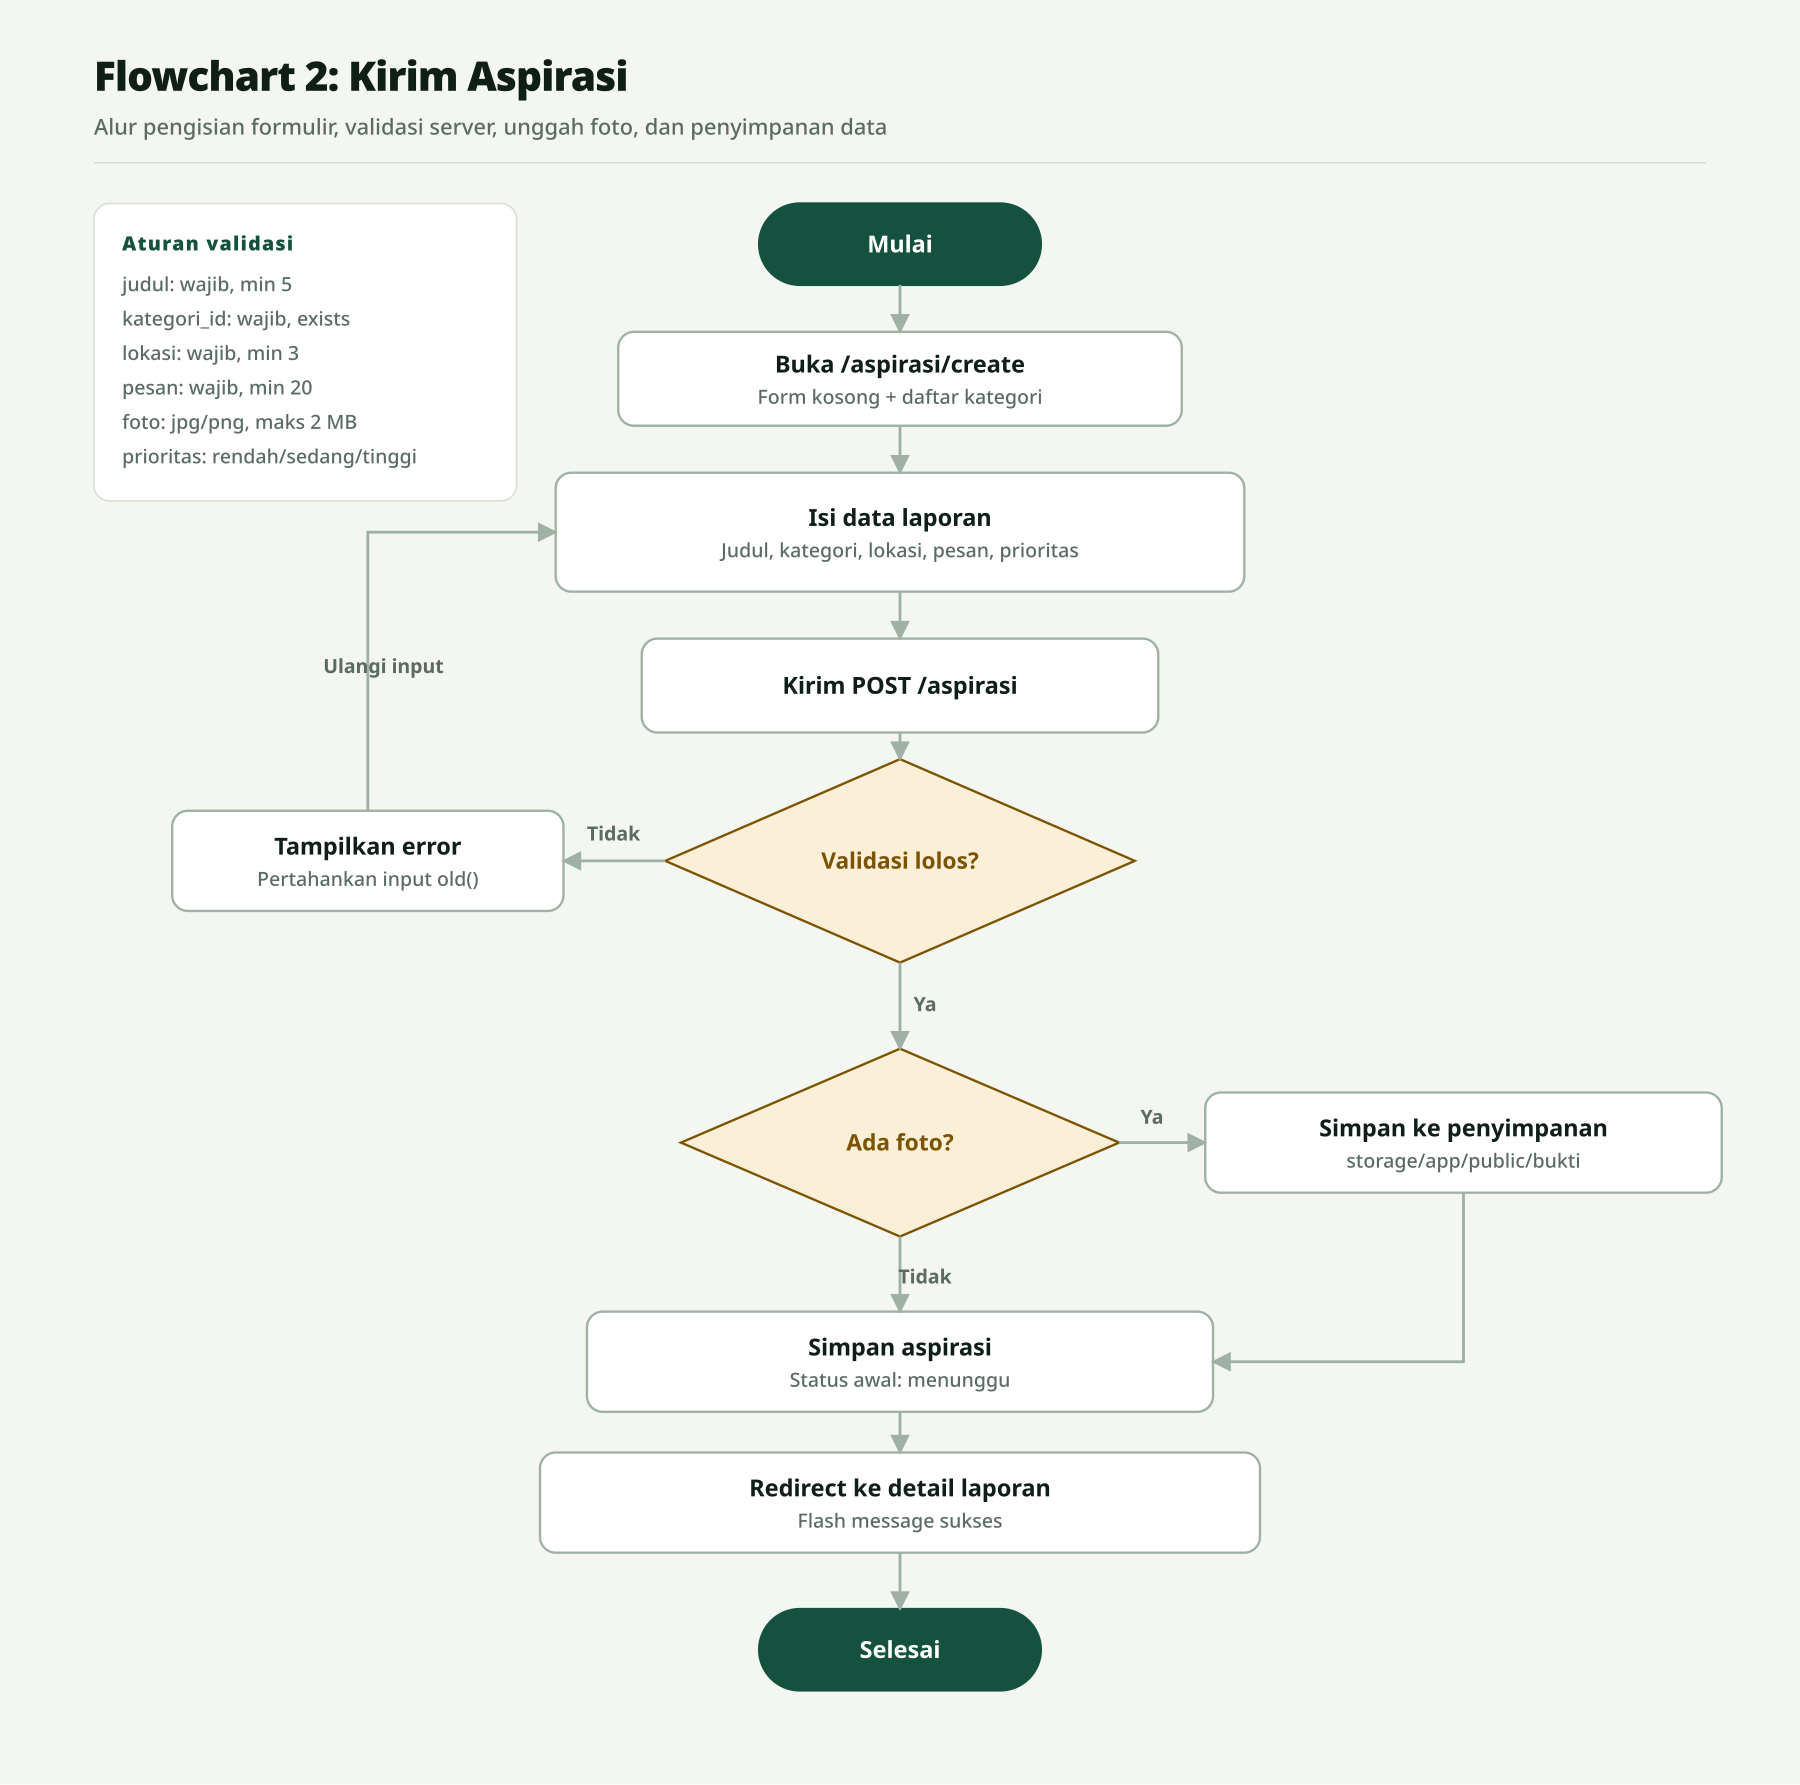 Flowchart 2: Kirim Aspirasi
Alur pengisian formulir, validasi server, unggah foto, dan penyimpanan data
Aturan validasi
judul: wajib, min 5
kategori_id: wajib, exists
lokasi: wajib, min 3
pesan: wajib, min 20
foto: jpg/png, maks 2 MB
prioritas: rendah/sedang/tinggi
Mulai
Buka /aspirasi/create
Form kosong + daftar kategori
Isi data laporan
Judul, kategori, lokasi, pesan, prioritas
Ulangi input
Kirim POST /aspirasi
Tampilkan error
Pertahankan input old()
Tidak
Validasi lolos?
Ya
Ada foto?
Ya
Simpan ke penyimpanan
storage/app/public/bukti
Tidak
Simpan aspirasi
Status awal: menunggu
Redirect ke detail laporan
Flash message sukses
Selesai